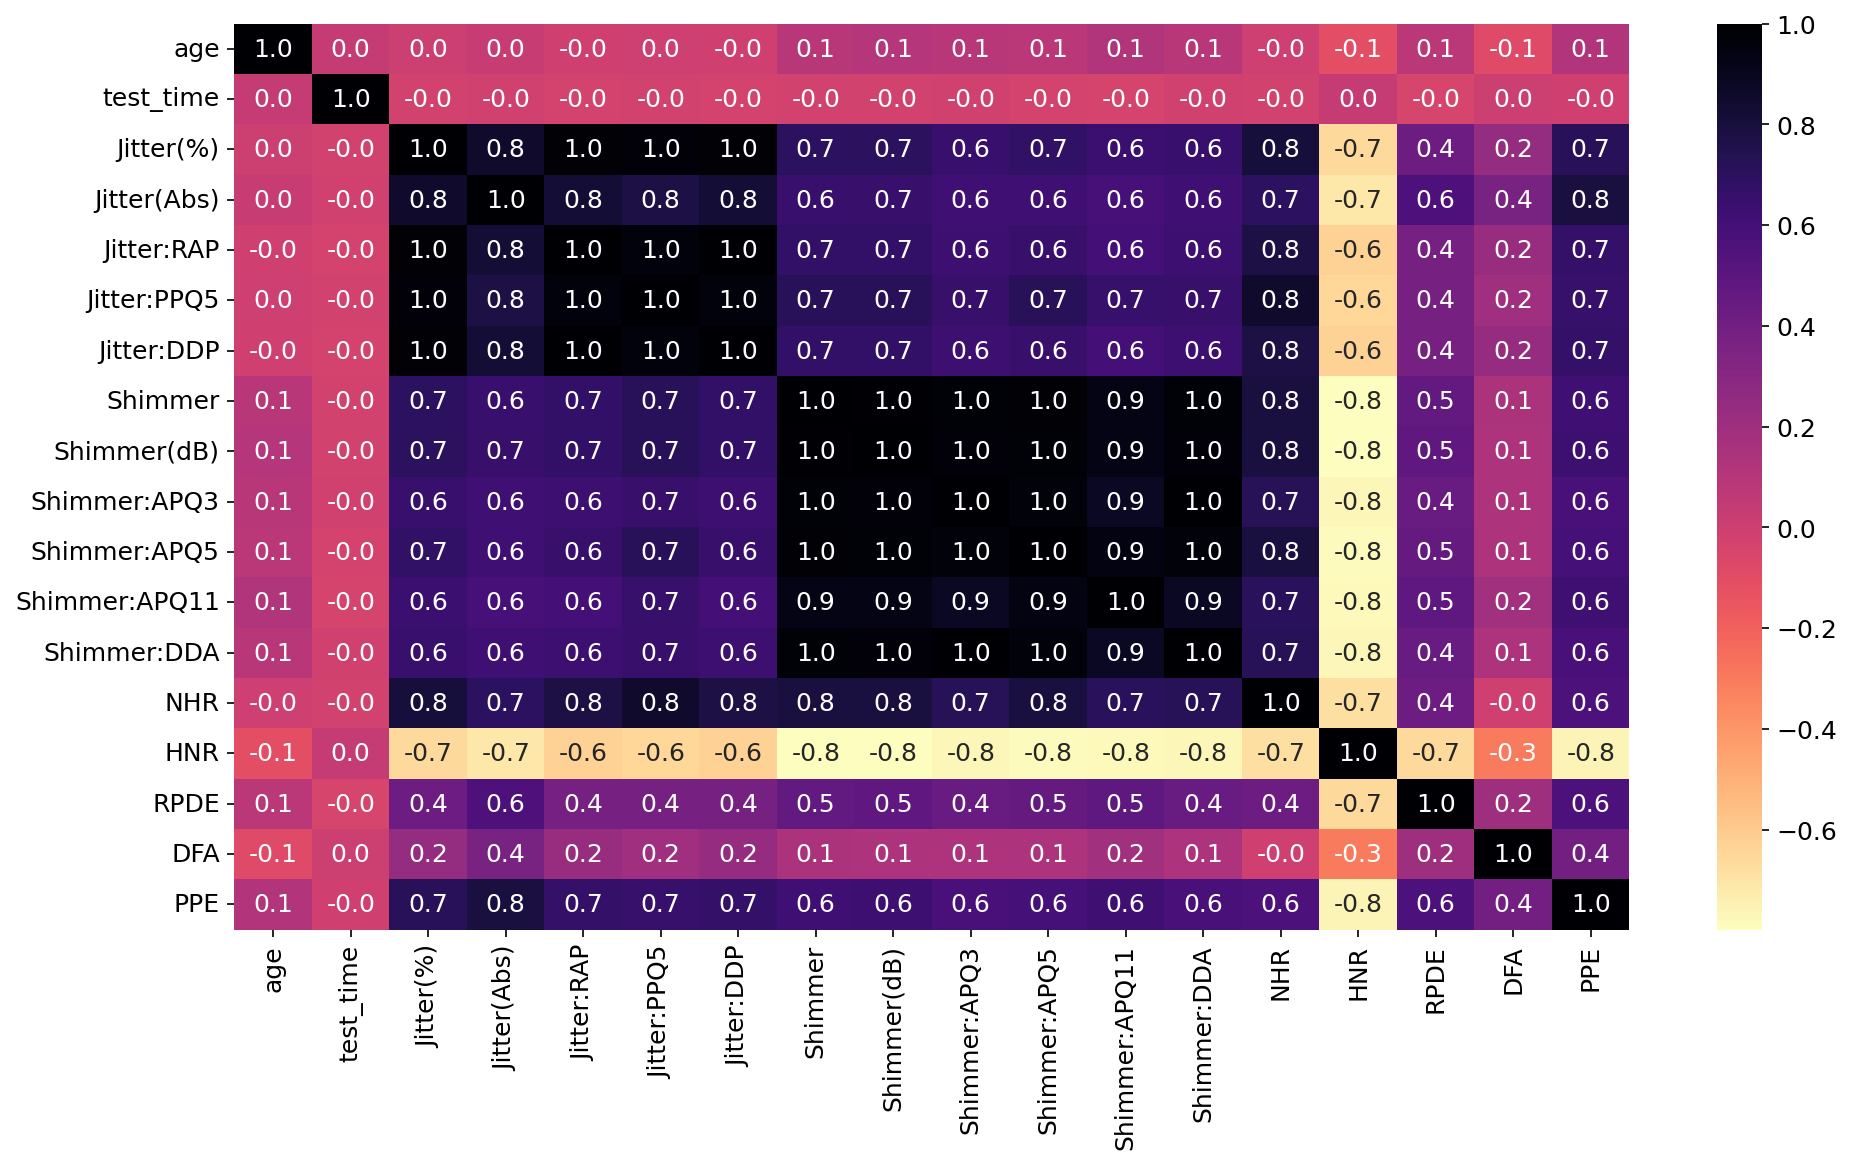 age 1.0 0.0 0.0 0.0 -0.0 0.0 -0.0 0.1 0.1 0.1 0.1 0.1 0.1 -0.0 -0.1 0.1 -0.1 0.1
test_time 0.0 1.0 -0.0 -0.0 -0.0 -0.0 -0.0 -0.0 -0.0 -0.0 -0.0 -0.0 -0.0 -0.0 0.0 -0.0 0.0 -0.0
Jitter(%) 0.0 -0.0 1.0 0.8 1.0 1.0 1.0 0.7 0.7 0.6 0.7 0.6 0.6 0.8 -0.7 0.4 0.2 0.7
Jitter(Abs) 0.0 -0.0 0.8 1.0 0.8 0.8 0.8 0.6 0.7 0.6 0.6 0.6 0.6 0.7 -0.7 0.6 0.4 0.8
Jitter:RAP -0.0 -0.0 1.0 0.8 1.0 1.0 1.0 0.7 0.7 0.6 0.6 0.6 0.6 0.8 -0.6 0.4 0.2 0.7
Jitter:PPQ5 0.0 -0.0 1.0 0.8 1.0 1.0 1.0 0.7 0.7 0.7 0.7 0.7 0.7 0.8 -0.6 0.4 0.2 0.7
Jitter:DDP -0.0 -0.0 1.0 0.8 1.0 1.0 1.0 0.7 0.7 0.6 0.6 0.6 0.6 0.8 -0.6 0.4 0.2 0.7
Shimmer 0.1 -0.0 0.7 0.6 0.7 0.7 0.7 1.0 1.0 1.0 1.0 0.9 1.0 0.8 -0.8 0.5 0.1 0.6
Shimmer(dB) 0.1 -0.0 0.7 0.7 0.7 0.7 0.7 1.0 1.0 1.0 1.0 0.9 1.0 0.8 -0.8 0.5 0.1 0.6
Shimmer:APQ3 0.1 -0.0 0.6 0.6 0.6 0.7 0.6 1.0 1.0 1.0 1.0 0.9 1.0 0.7 -0.8 0.4 0.1 0.6
Shimmer:APQ5 0.1 -0.0 0.7 0.6 0.6 0.7 0.6 1.0 1.0 1.0 1.0 0.9 1.0 0.8 -0.8 0.5 0.1 0.6
Shimmer:APQ11 0.1 -0.0 0.6 0.6 0.6 0.7 0.6 0.9 0.9 0.9 0.9 1.0 0.9 0.7 -0.8 0.5 0.2 0.6
Shimmer:DDA 0.1 -0.0 0.6 0.6 0.6 0.7 0.6 1.0 1.0 1.0 1.0 0.9 1.0 0.7 -0.8 0.4 0.1 0.6
NHR -0.0 -0.0 0.8 0.7 0.8 0.8 0.8 0.8 0.8 0.7 0.8 0.7 0.7 1.0 -0.7 0.4 -0.0 0.6
HNR -0.1 0.0 -0.7 -0.7 -0.6 -0.6 -0.6 -0.8 -0.8 -0.8 -0.8 -0.8 -0.8 -0.7 1.0 -0.7 -0.3 -0.8
RPDE 0.1 -0.0 0.4 0.6 0.4 0.4 0.4 0.5 0.5 0.4 0.5 0.5 0.4 0.4 -0.7 1.0 0.2 0.6
DFA -0.1 0.0 0.2 0.4 0.2 0.2 0.2 0.1 0.1 0.1 0.1 0.2 0.1 -0.0 -0.3 0.2 1.0 0.4
PPE 0.1 -0.0 0.7 0.8 0.7 0.7 0.7 0.6 0.6 0.6 0.6 0.6 0.6 0.6 -0.8 0.6 0.4 1.0
age
test_time
Jitter(%)
Jitter(Abs)
Jitter:RAP
Jitter:PPQ5
Jitter:DDP
Shimmer
Shimmer(dB)
Shimmer:APQ3
Shimmer:APQ5
Shimmer:APQ11
Shimmer:DDA
NHR
HNR
RPDE
DFA
PPE
1.0
0.8
0.6
0.4
0.2
0.0
−0.2
−0.4
−0.6